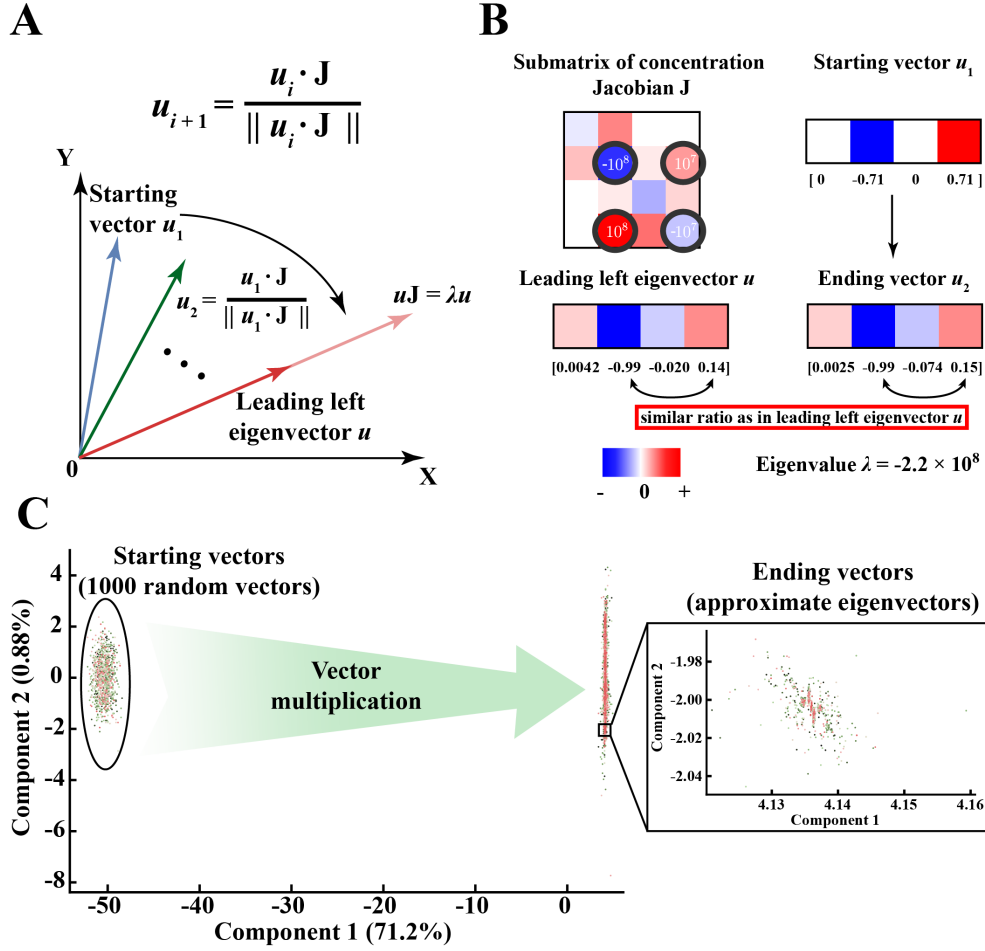 A
u_{i+1} = u_i · J / || u_i · J ||
Y
Starting
vector u_1
u_2 = u_1 · J / || u_1 · J ||
uJ = λu
Leading left
eigenvector u
0
X
B
Submatrix of concentration
Jacobian J
-10^8
10^7
10^8
-10^7
Starting vector u_1
[ 0 -0.71 0 0.71 ]
Leading left eigenvector u
[0.0042 -0.99 -0.020 0.14]
Ending vector u_2
[0.0025 -0.99 -0.074 0.15]
similar ratio as in leading left eigenvector u
- 0 +
Eigenvalue λ = -2.2 × 10^8
C
Starting vectors
(1000 random vectors)
Vector
multiplication
Ending vectors
(approximate eigenvectors)
Component 2 (0.88%)
4
2
0
-2
-4
-6
-8
-50 -40 -30 -20 -10 0
Component 1 (71.2%)
Component 2
-1.98
-2.00
-2.02
-2.04
4.13 4.14 4.15 4.16
Component 1